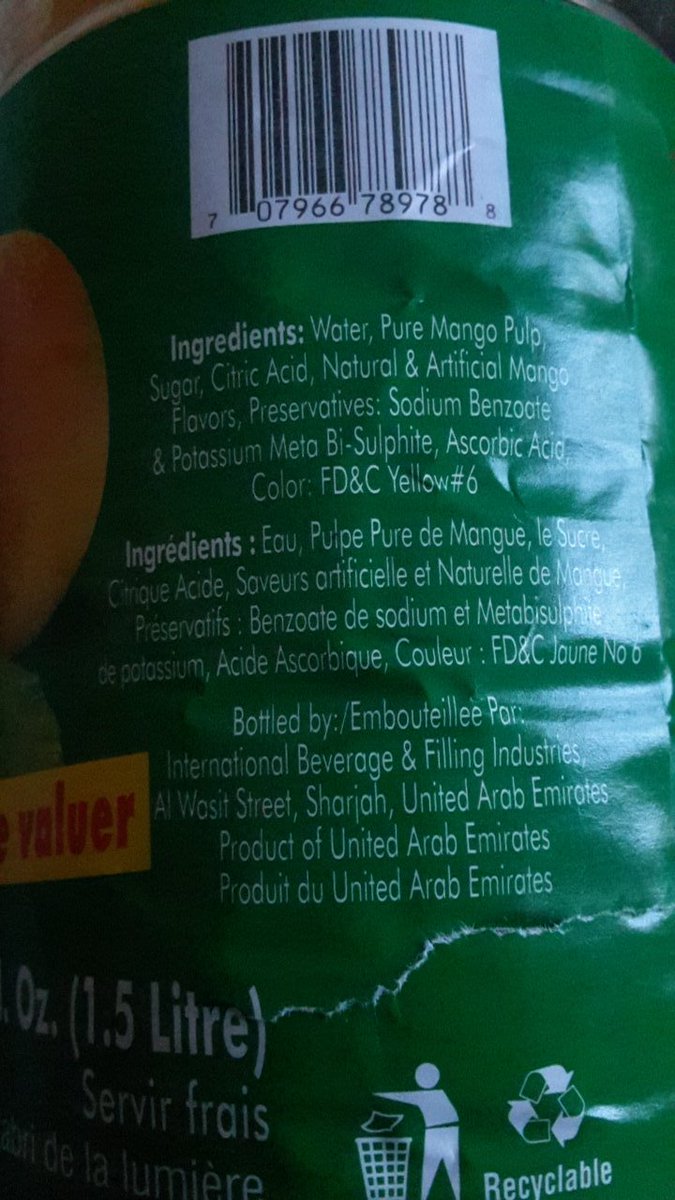 7 07966 78978 8
Ingredients: Water, Pure Mango Pulp,
Sugar, Citric Acid, Natural & Artificial Mango
Flavors, Preservatives: Sodium Benzoate
& Potassium Meta Bi-Sulphite, Ascorbic Acid,
Color: FD&C Yellow#6
Ingrédients : Eau, Pulpe Pure de Mangue, le Sucre,
Citrique Acide, Saveurs artificielle et Naturelle de Mangue,
Préservatifs : Benzoate de sodium et Metabisulphite
de potassium, Acide Ascorbique, Couleur : FD&C Jaune No 6
Bottled by:/Embouteillee Par:
International Beverage & Filling Industries,
Al Wasit Street, Sharjah, United Arab Emirates
Product of United Arab Emirates
Produit du United Arab Emirates
e valuer
. Oz. (1.5 Litre)
Servir frais
abri de la lumière
Recyclable